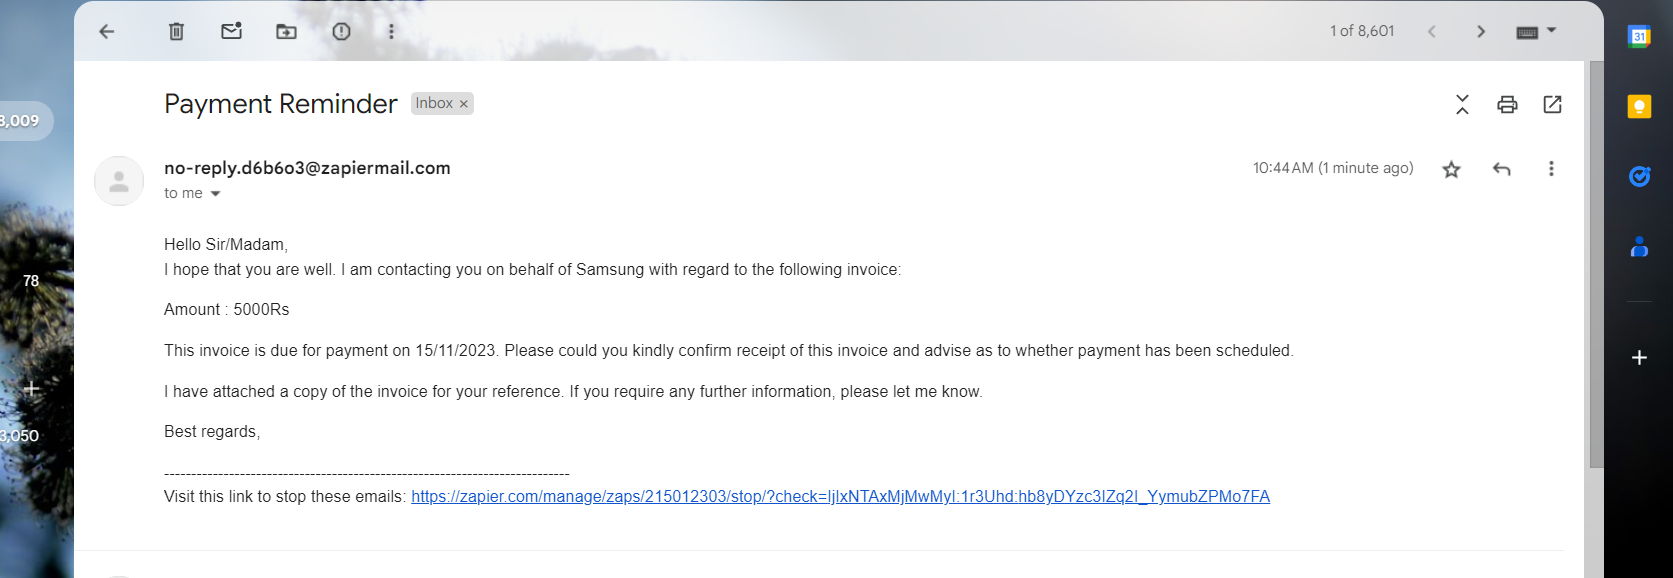 1 of 8,601
31
Payment Reminder Inbox ×
8,009
no-reply.d6b6o3@zapiermail.com 10:44 AM (1 minute ago)
to me
Hello Sir/Madam,
I hope that you are well. I am contacting you on behalf of Samsung with regard to the following invoice:
78
Amount : 5000Rs
This invoice is due for payment on 15/11/2023. Please could you kindly confirm receipt of this invoice and advise as to whether payment has been scheduled.
I have attached a copy of the invoice for your reference. If you require any further information, please let me know.
Best regards,
3,050
--------------------------------------------------------------------------
Visit this link to stop these emails: https://zapier.com/manage/zaps/215012303/stop/?check=IjIxNTAxMjMwMyI:1r3Uhd:hb8yDYzc3IZq2I_YymubZPMo7FA